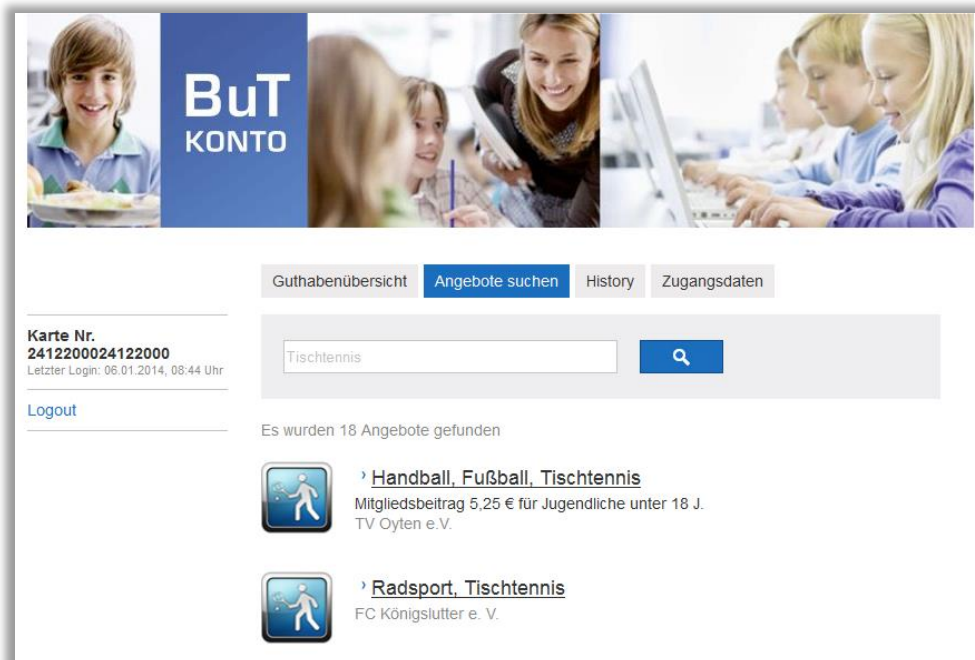 BuT
KONTO
Guthabenübersicht Angebote suchen History Zugangsdaten
Karte Nr.
2412200024122000
Letzter Login: 06.01.2014, 08:44 Uhr
Logout
Tischtennis
Es wurden 18 Angebote gefunden
› Handball, Fußball, Tischtennis
Mitgliedsbeitrag 5,25 € für Jugendliche unter 18 J.
TV Oyten e.V.
› Radsport, Tischtennis
FC Königslutter e. V.